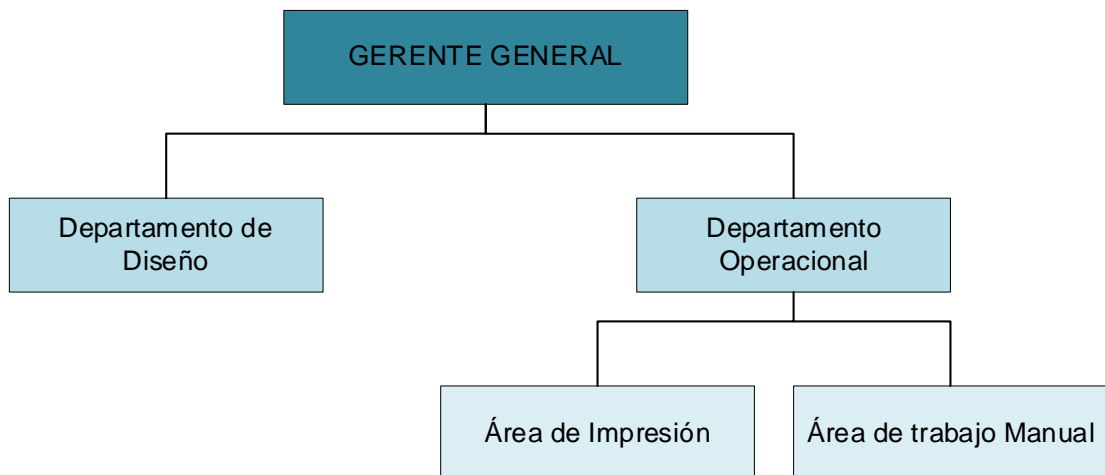 GERENTE GENERAL
Departamento de
Diseño
Departamento
Operacional
Área de Impresión
Área de trabajo Manual